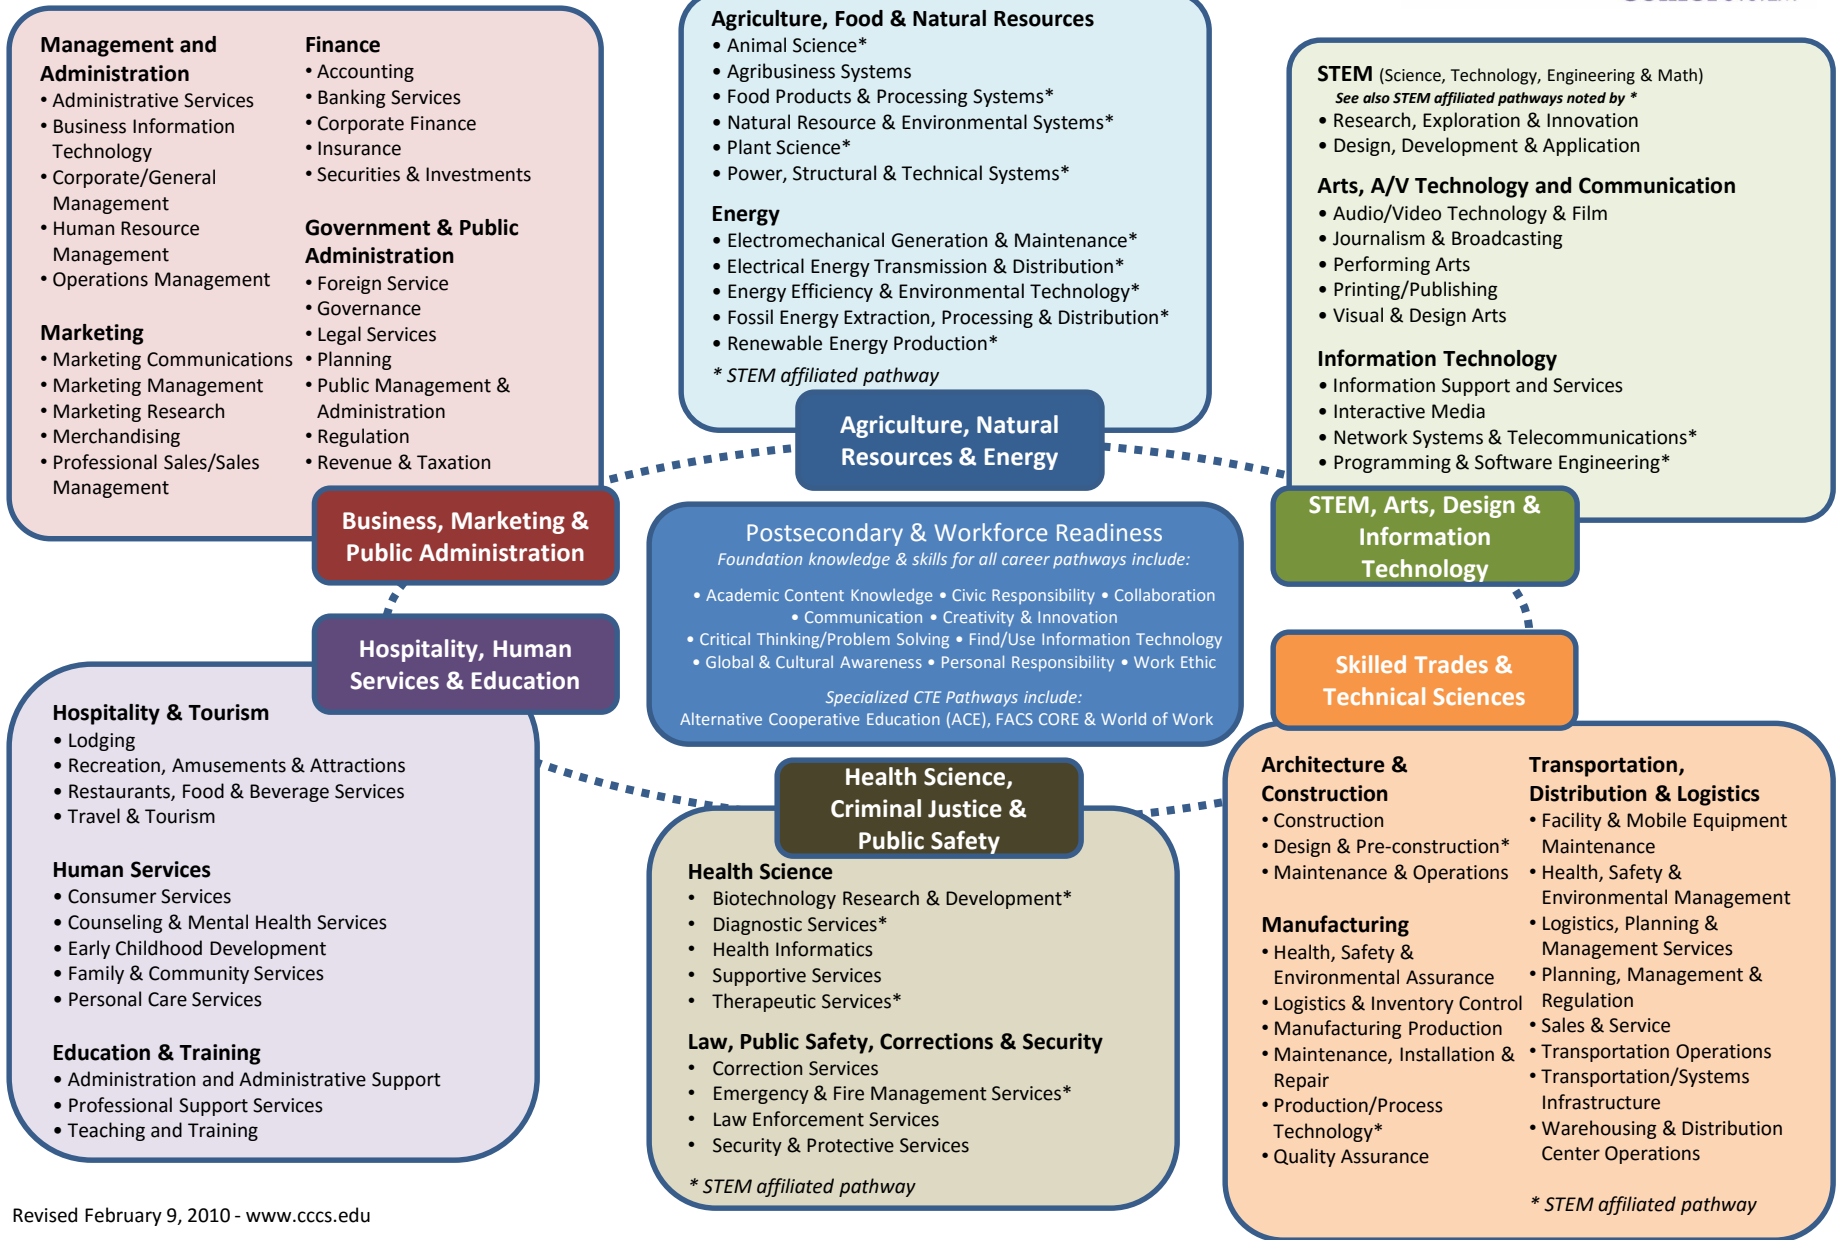 Management and
Administration
• Administrative Services
• Business Information
Technology
• Corporate/General
Management
• Human Resource
Management
• Operations Management
Marketing
• Marketing Communications
• Marketing Management
• Marketing Research
• Merchandising
• Professional Sales/Sales
Management
Finance
• Accounting
• Banking Services
• Corporate Finance
• Insurance
• Securities & Investments
Government & Public
Administration
• Foreign Service
• Governance
• Legal Services
• Planning
• Public Management &
Administration
• Regulation
• Revenue & Taxation
Business, Marketing &
Public Administration
Agriculture, Food & Natural Resources
• Animal Science*
• Agribusiness Systems
• Food Products & Processing Systems*
• Natural Resource & Environmental Systems*
• Plant Science*
• Power, Structural & Technical Systems*
Energy
• Electromechanical Generation & Maintenance*
• Electrical Energy Transmission & Distribution*
• Energy Efficiency & Environmental Technology*
• Fossil Energy Extraction, Processing & Distribution*
• Renewable Energy Production*
* STEM affiliated pathway
Agriculture, Natural
Resources & Energy
STEM (Science, Technology, Engineering & Math)
See also STEM affiliated pathways noted by *
• Research, Exploration & Innovation
• Design, Development & Application
Arts, A/V Technology and Communication
• Audio/Video Technology & Film
• Journalism & Broadcasting
• Performing Arts
• Printing/Publishing
• Visual & Design Arts
Information Technology
• Information Support and Services
• Interactive Media
• Network Systems & Telecommunications*
• Programming & Software Engineering*
STEM, Arts, Design &
Information
Technology
Postsecondary & Workforce Readiness
Foundation knowledge & skills for all career pathways include:
• Academic Content Knowledge • Civic Responsibility • Collaboration
• Communication • Creativity & Innovation
• Critical Thinking/Problem Solving • Find/Use Information Technology
• Global & Cultural Awareness • Personal Responsibility • Work Ethic
Specialized CTE Pathways include:
Alternative Cooperative Education (ACE), FACS CORE & World of Work
Hospitality, Human
Services & Education
Hospitality & Tourism
• Lodging
• Recreation, Amusements & Attractions
• Restaurants, Food & Beverage Services
• Travel & Tourism
Human Services
• Consumer Services
• Counseling & Mental Health Services
• Early Childhood Development
• Family & Community Services
• Personal Care Services
Education & Training
• Administration and Administrative Support
• Professional Support Services
• Teaching and Training
Health Science,
Criminal Justice &
Public Safety
Health Science
• Biotechnology Research & Development*
• Diagnostic Services*
• Health Informatics
• Supportive Services
• Therapeutic Services*
Law, Public Safety, Corrections & Security
• Correction Services
• Emergency & Fire Management Services*
• Law Enforcement Services
• Security & Protective Services
* STEM affiliated pathway
Skilled Trades &
Technical Sciences
Architecture &
Construction
• Construction
• Design & Pre-construction*
• Maintenance & Operations
Manufacturing
• Health, Safety &
Environmental Assurance
• Logistics & Inventory Control
• Manufacturing Production
• Maintenance, Installation &
Repair
• Production/Process
Technology*
• Quality Assurance
Transportation,
Distribution & Logistics
• Facility & Mobile Equipment
Maintenance
• Health, Safety &
Environmental Management
• Logistics, Planning &
Management Services
• Planning, Management &
Regulation
• Sales & Service
• Transportation Operations
• Transportation/Systems
Infrastructure
• Warehousing & Distribution
Center Operations
* STEM affiliated pathway
Revised February 9, 2010 - www.cccs.edu